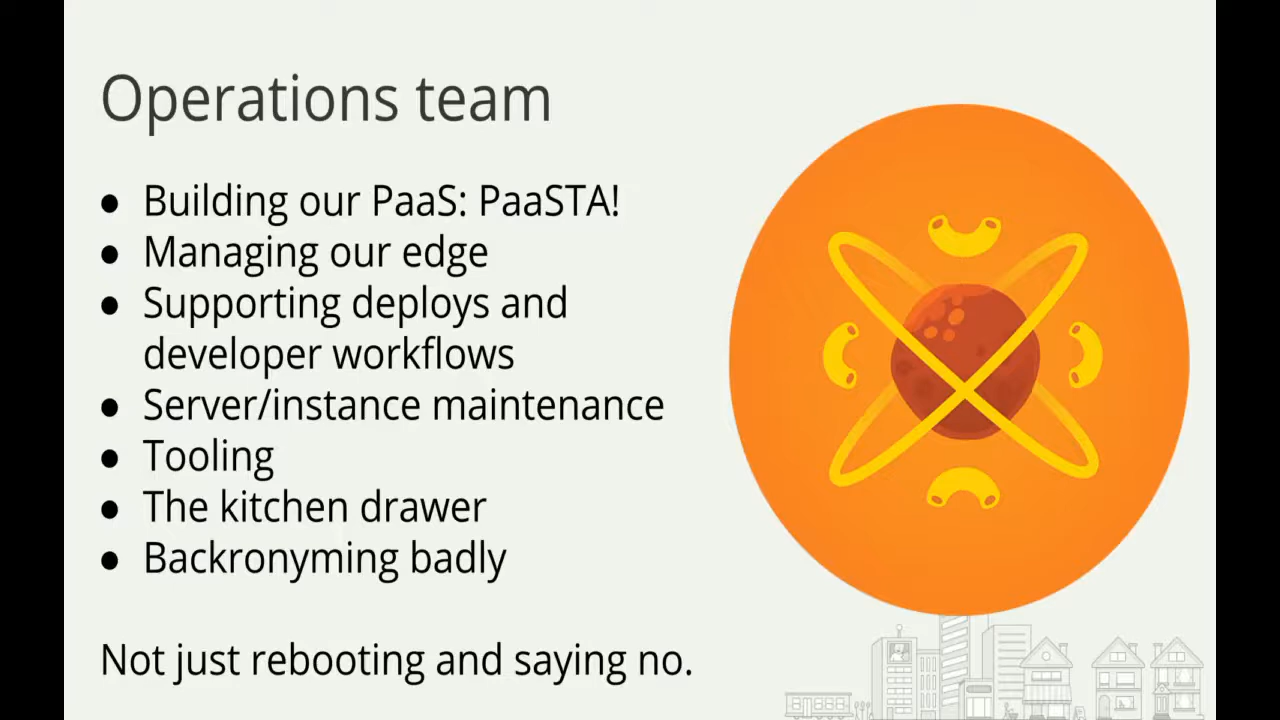 Operations team
● Building our PaaS: PaaSTA!
● Managing our edge
● Supporting deploys and
developer workflows
● Server/instance maintenance
● Tooling
● The kitchen drawer
● Backronyming badly
Not just rebooting and saying no.